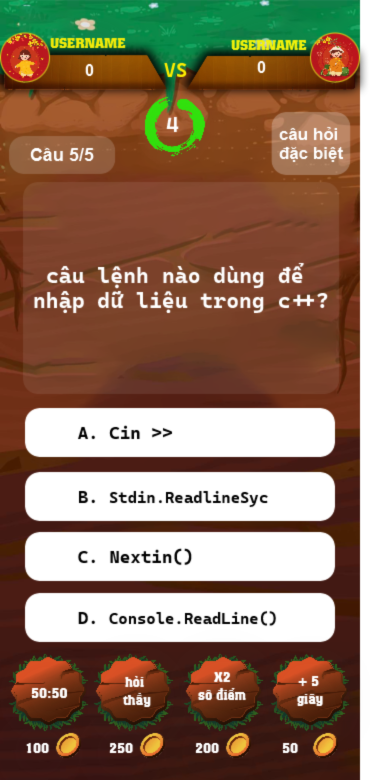 USERNAME
USERNAME
0
VS
0
4
Câu 5/5
câu hỏi
đặc biệt
câu lệnh nào dùng để
nhập dữ liệu trong c++?
A. Cin >>
B. Stdin.ReadlineSyc
C. Nextin()
D. Console.ReadLine()
50:50
hỏi
thầy
X2
số điểm
+ 5
giây
100
250
200
50